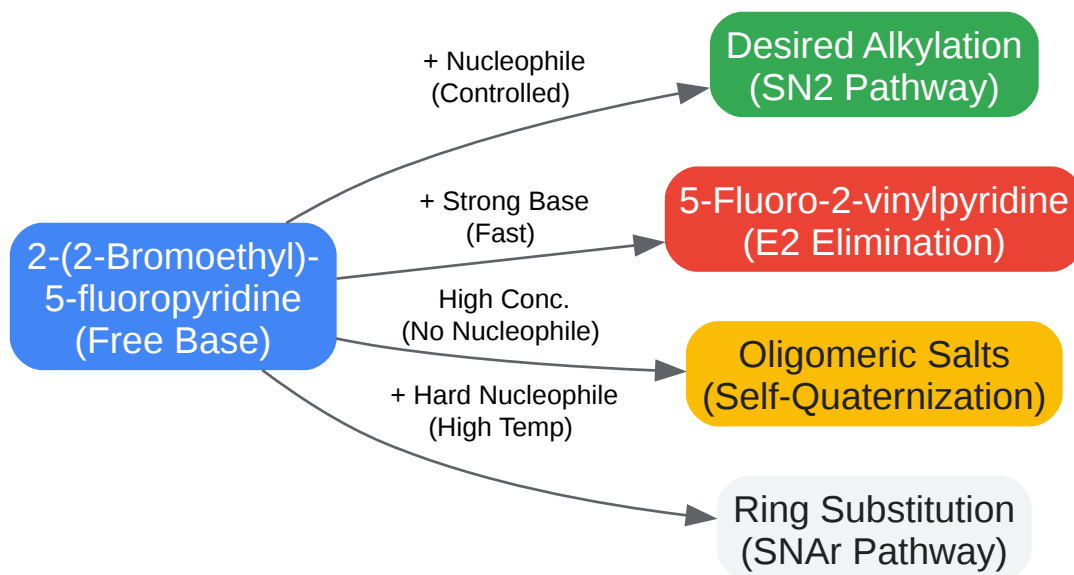 Desired Alkylation
(SN2 Pathway)
+ Nucleophile
(Controlled)
5-Fluoro-2-vinylpyridine
(E2 Elimination)
+ Strong Base
(Fast)
2-(2-Bromoethyl)-
5-fluoropyridine
(Free Base)
High Conc.
(No Nucleophile)
Oligomeric Salts
(Self-Quaternization)
+ Hard Nucleophile
(High Temp)
Ring Substitution
(SNAr Pathway)